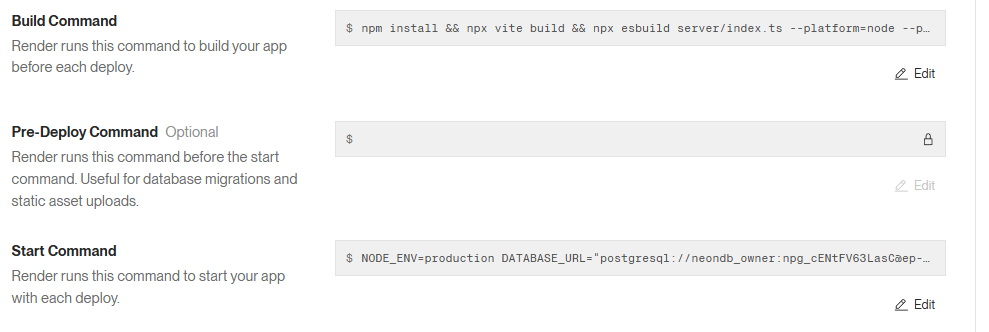 Build Command
$ npm install && npx vite build && npx esbuild server/index.ts --platform=node --p…
Render runs this command to build your app
before each deploy.
Edit
Pre-Deploy Command Optional
$
Render runs this command before the start
command. Useful for database migrations and
static asset uploads.
Edit
Start Command
$ NODE_ENV=production DATABASE_URL="postgresql://neondb_owner:npg_cENtFV63LasC@ep-…
Render runs this command to start your app
with each deploy.
Edit